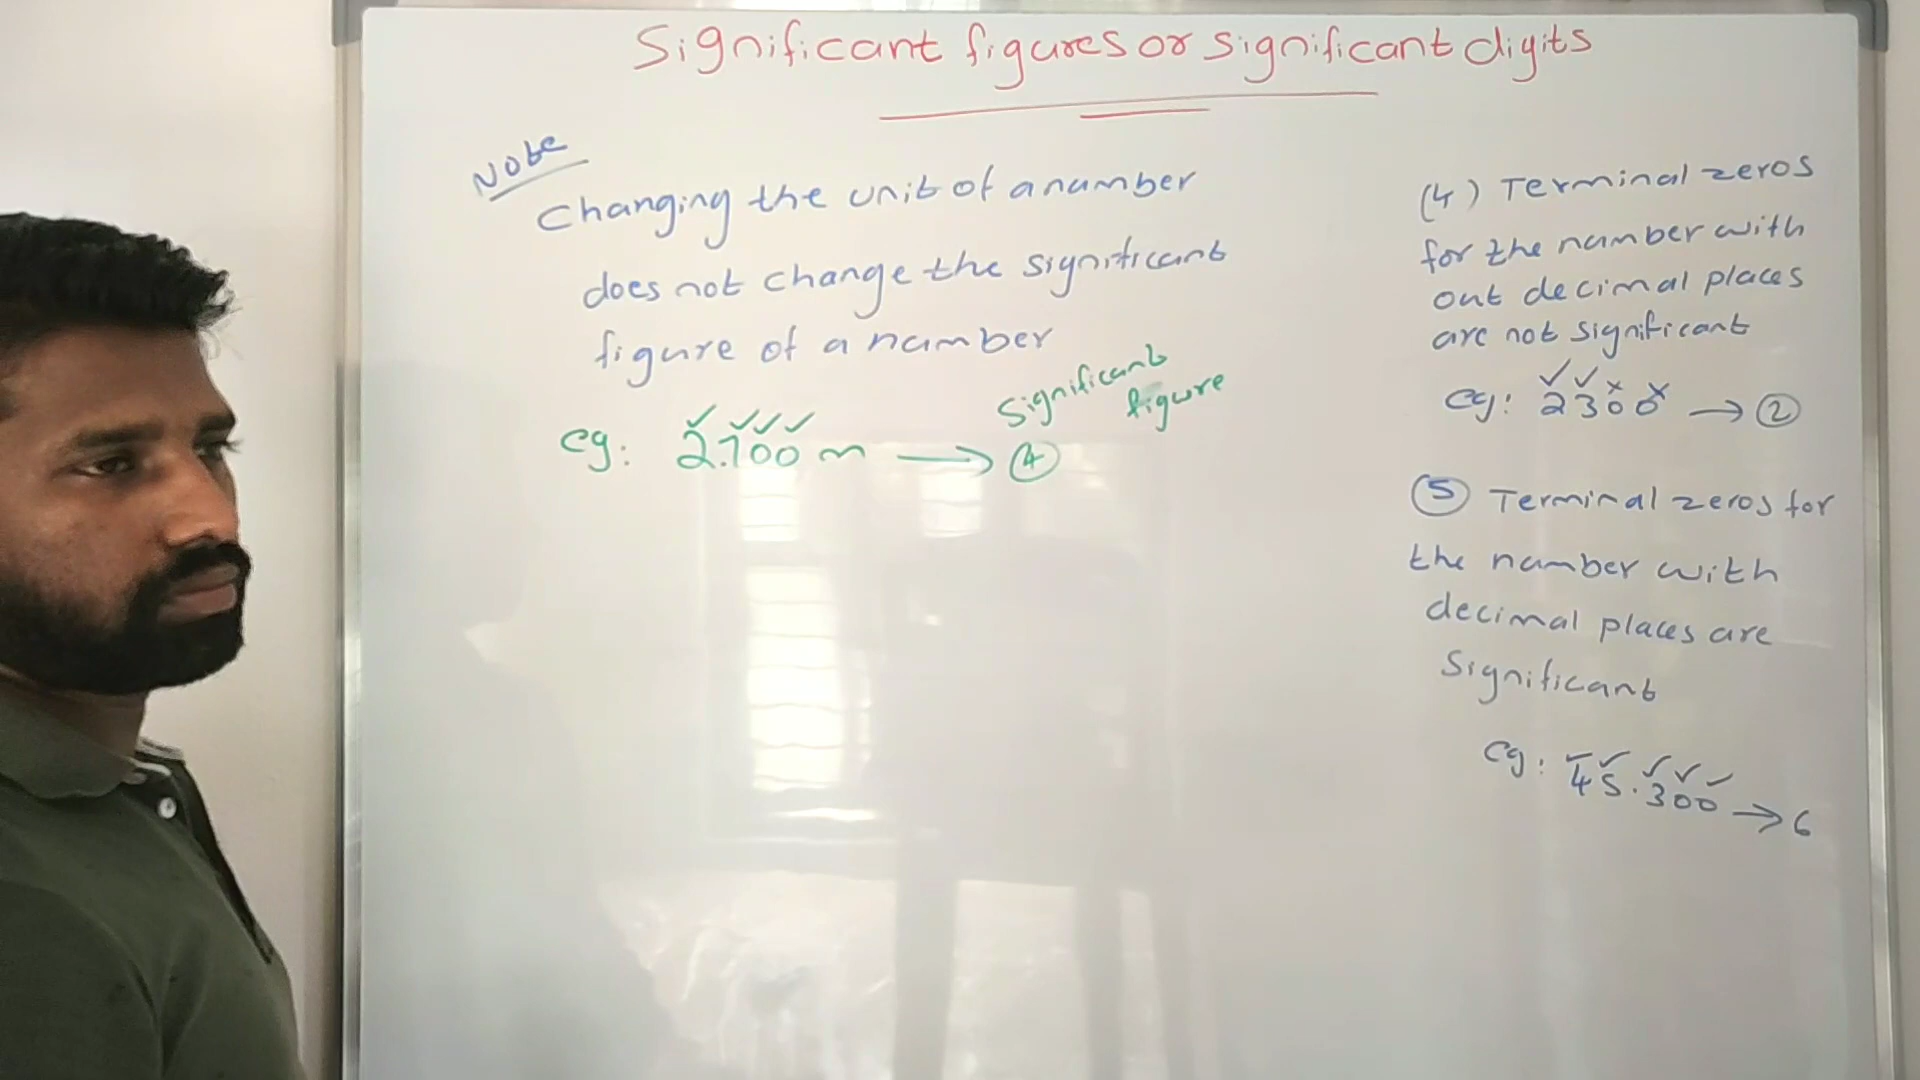 Significant figures or significant digits
Note
Changing the unit of a number
does not change the significant
figure of a number
eg: 2.700 m → 4 significant figure
(4) Terminal zeros
for the number with
out decimal places
are not significant
eg: 2300 → 2
5 Terminal zeros for
the number with
decimal places are
significant
eg: 45.300 → 6